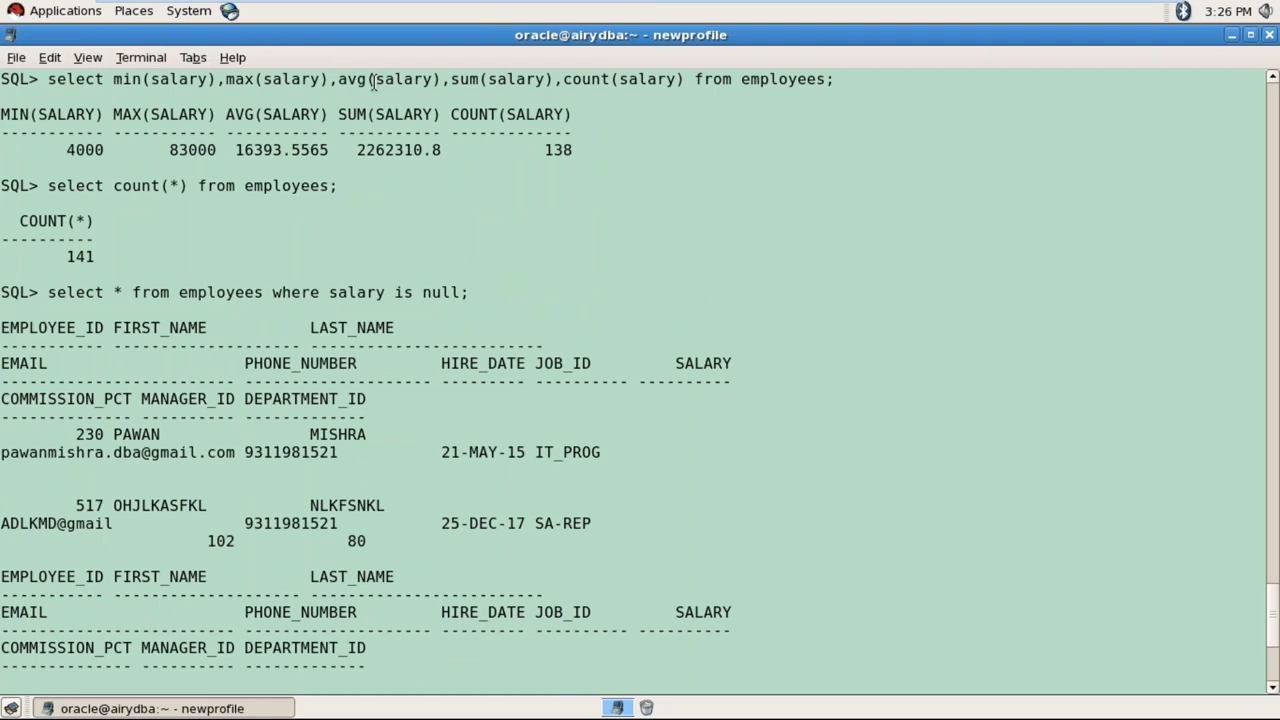 Applications Places System 3:26 PM
oracle@airydba:~ - newprofile
File Edit View Terminal Tabs Help
SQL> select min(salary),max(salary),avg(salary),sum(salary),count(salary) from employees;
MIN(SALARY) MAX(SALARY) AVG(SALARY) SUM(SALARY) COUNT(SALARY)
----------- ----------- ----------- ----------- -------------
4000 83000 16393.5565 2262310.8 138
SQL> select count(*) from employees;
COUNT(*)
----------
141
SQL> select * from employees where salary is null;
EMPLOYEE_ID FIRST_NAME LAST_NAME
----------- -------------------- -------------------------
EMAIL PHONE_NUMBER HIRE_DATE JOB_ID SALARY
------------------------- -------------------- --------- ---------- ----------
COMMISSION_PCT MANAGER_ID DEPARTMENT_ID
-------------- ---------- -------------
230 PAWAN MISHRA
pawanmishra.dba@gmail.com 9311981521 21-MAY-15 IT_PROG
517 OHJLKASFKL NLKFSNKL
ADLKMD@gmail 9311981521 25-DEC-17 SA-REP
102 80
EMPLOYEE_ID FIRST_NAME LAST_NAME
----------- -------------------- -------------------------
EMAIL PHONE_NUMBER HIRE_DATE JOB_ID SALARY
------------------------- -------------------- --------- ---------- ----------
COMMISSION_PCT MANAGER_ID DEPARTMENT_ID
-------------- ---------- -------------
oracle@airydba:~ - newprofile